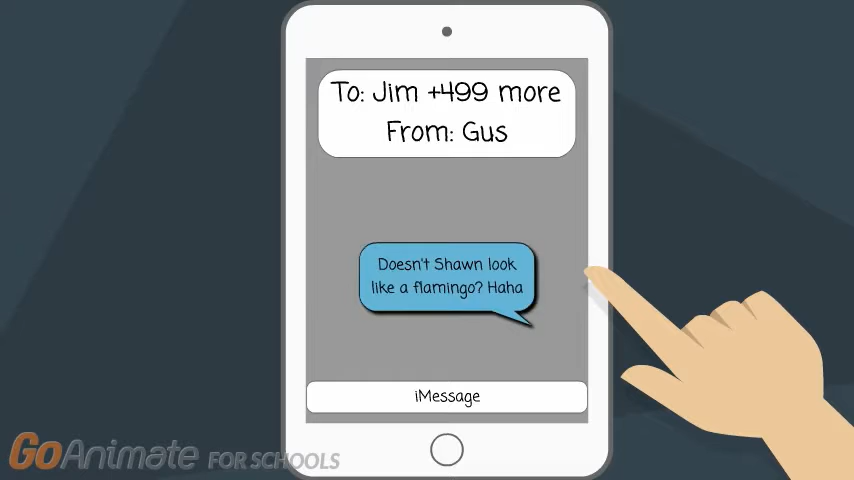 To: Jim +499 more
From: Gus
Doesn't Shawn look
like a flamingo? Haha
iMessage
GoAnimate FOR SCHOOLS